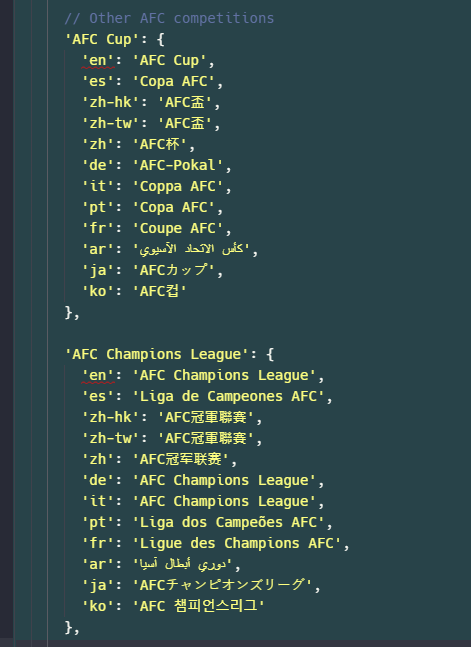 // Other AFC competitions
'AFC Cup': {
'en': 'AFC Cup',
'es': 'Copa AFC',
'zh-hk': 'AFC盃',
'zh-tw': 'AFC盃',
'zh': 'AFC杯',
'de': 'AFC-Pokal',
'it': 'Coppa AFC',
'pt': 'Copa AFC',
'fr': 'Coupe AFC',
'ar': 'كأس الاتحاد الآسيوي',
'ja': 'AFCカップ',
'ko': 'AFC컵'
},
'AFC Champions League': {
'en': 'AFC Champions League',
'es': 'Liga de Campeones AFC',
'zh-hk': 'AFC冠軍聯賽',
'zh-tw': 'AFC冠軍聯賽',
'zh': 'AFC冠军联赛',
'de': 'AFC Champions League',
'it': 'AFC Champions League',
'pt': 'Liga dos Campeões AFC',
'fr': 'Ligue des Champions AFC',
'ar': 'دوري أبطال آسيا',
'ja': 'AFCチャンピオンズリーグ',
'ko': 'AFC 챔피언스리그'
},